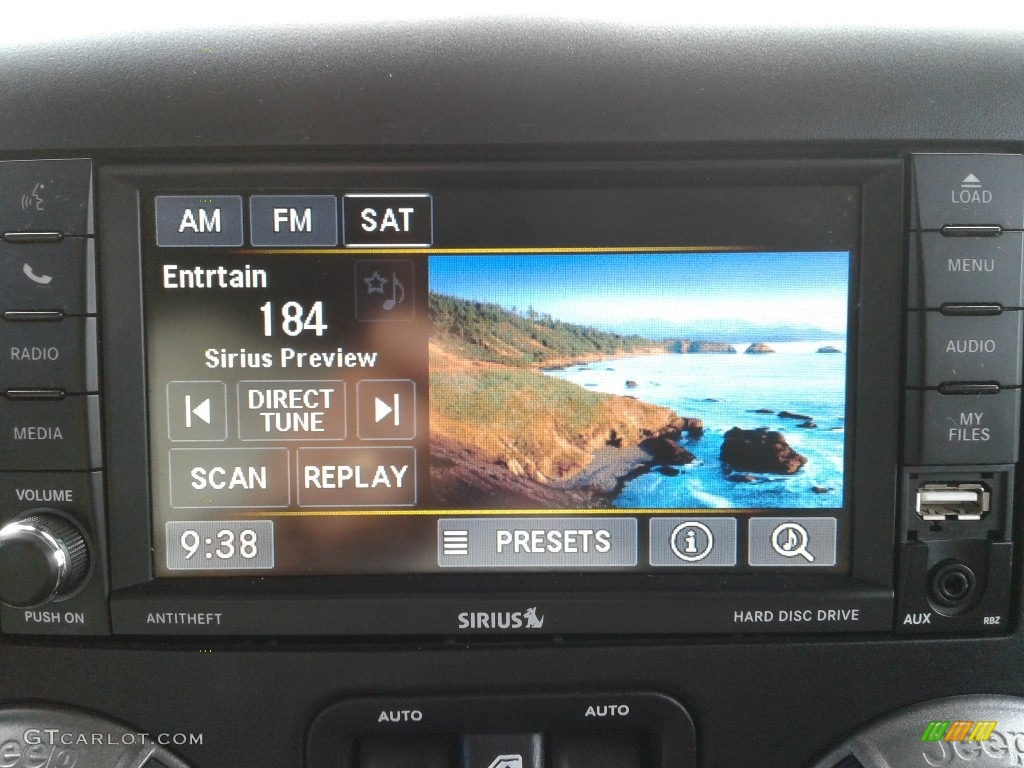 AM FM SAT
Entrtain
184
Sirius Preview
DIRECT
TUNE
SCAN REPLAY
9:38 PRESETS
RADIO
MEDIA
VOLUME
PUSH ON
LOAD
MENU
AUDIO
MY
FILES
AUX RBZ
ANTITHEFT SIRIUS HARD DISC DRIVE
AUTO AUTO
GTCARLOT.COM
Jeep